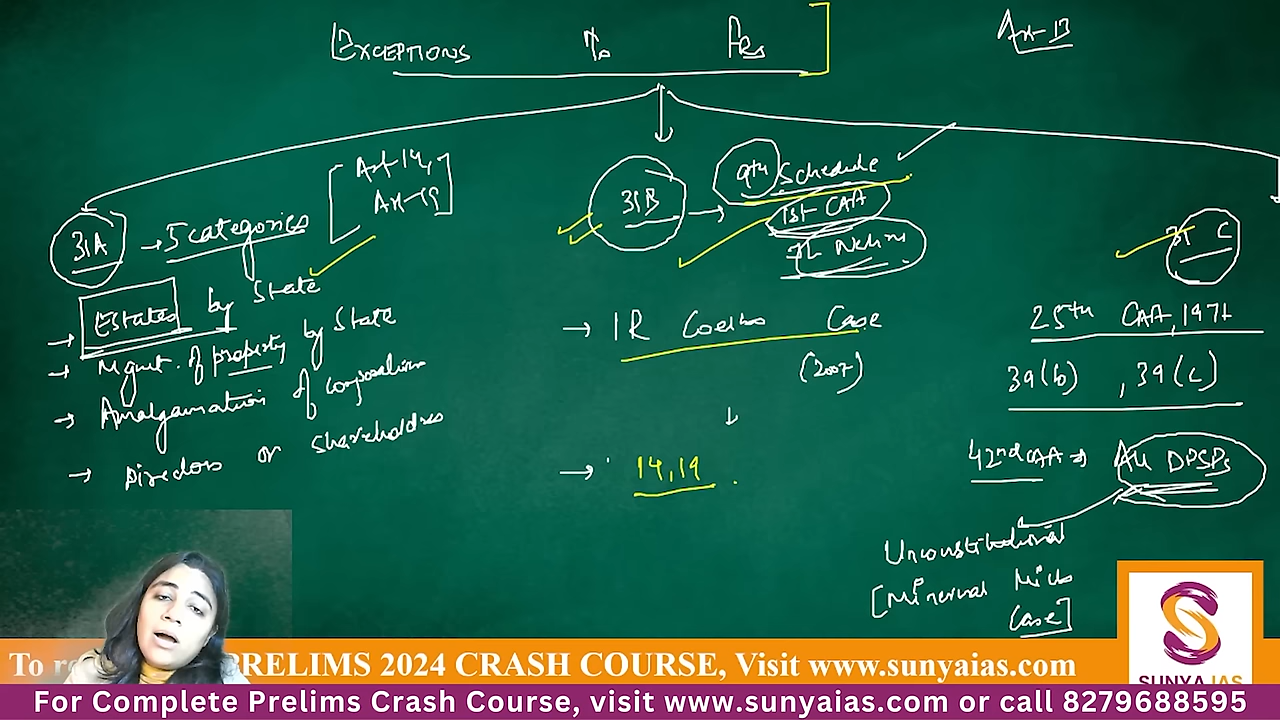 EXCEPTIONS To FRs
Art-13
31A → 5 categories
Art-14,
Art-19
→ Estates by State
→ Mgmt. of property by State
→ Amalgamation of corporations
→ Directors or shareholders
31B → 9th Schedule
1st CAA
JL Nehru
→ IR Coelho Case
(2007)
→ 14,19.
31 C
25th CAA, 1971
39(b) , 39(c)
42nd CAA ⇒ All DPSPs
Unconstitutional
[Minerval Mills
Case]
PRELIMS 2024 CRASH COURSE, Visit www.sunyaias.com
SUNYA IAS
For Complete Prelims Crash Course, visit www.sunyaias.com or call 8279688595